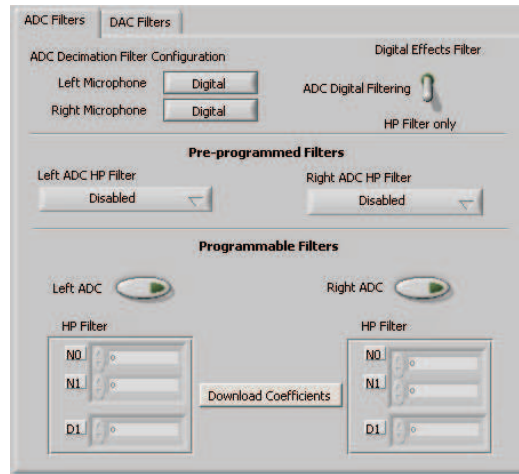 ADC Filters DAC Filters
Digital Effects Filter
ADC Decimation Filter Configuration
Left Microphone Digital
ADC Digital Filtering
Right Microphone Digital
HP Filter only
Pre-programmed Filters
Left ADC HP Filter Right ADC HP Filter
Disabled Disabled
Programmable Filters
Left ADC Right ADC
HP Filter HP Filter
N0 0 N0 0
N1 0 N1 0
Download Coefficients
D1 0 D1 0